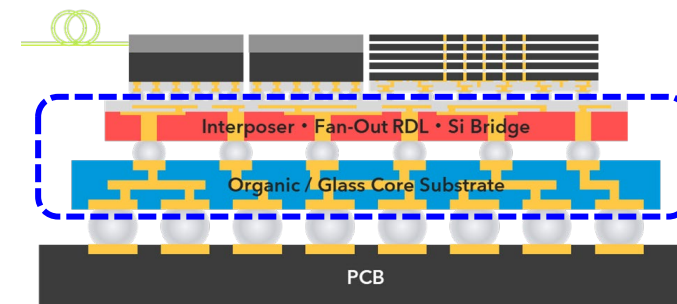 Interposer・Fan-Out RDL・Si Bridge
Organic / Glass Core Substrate
PCB